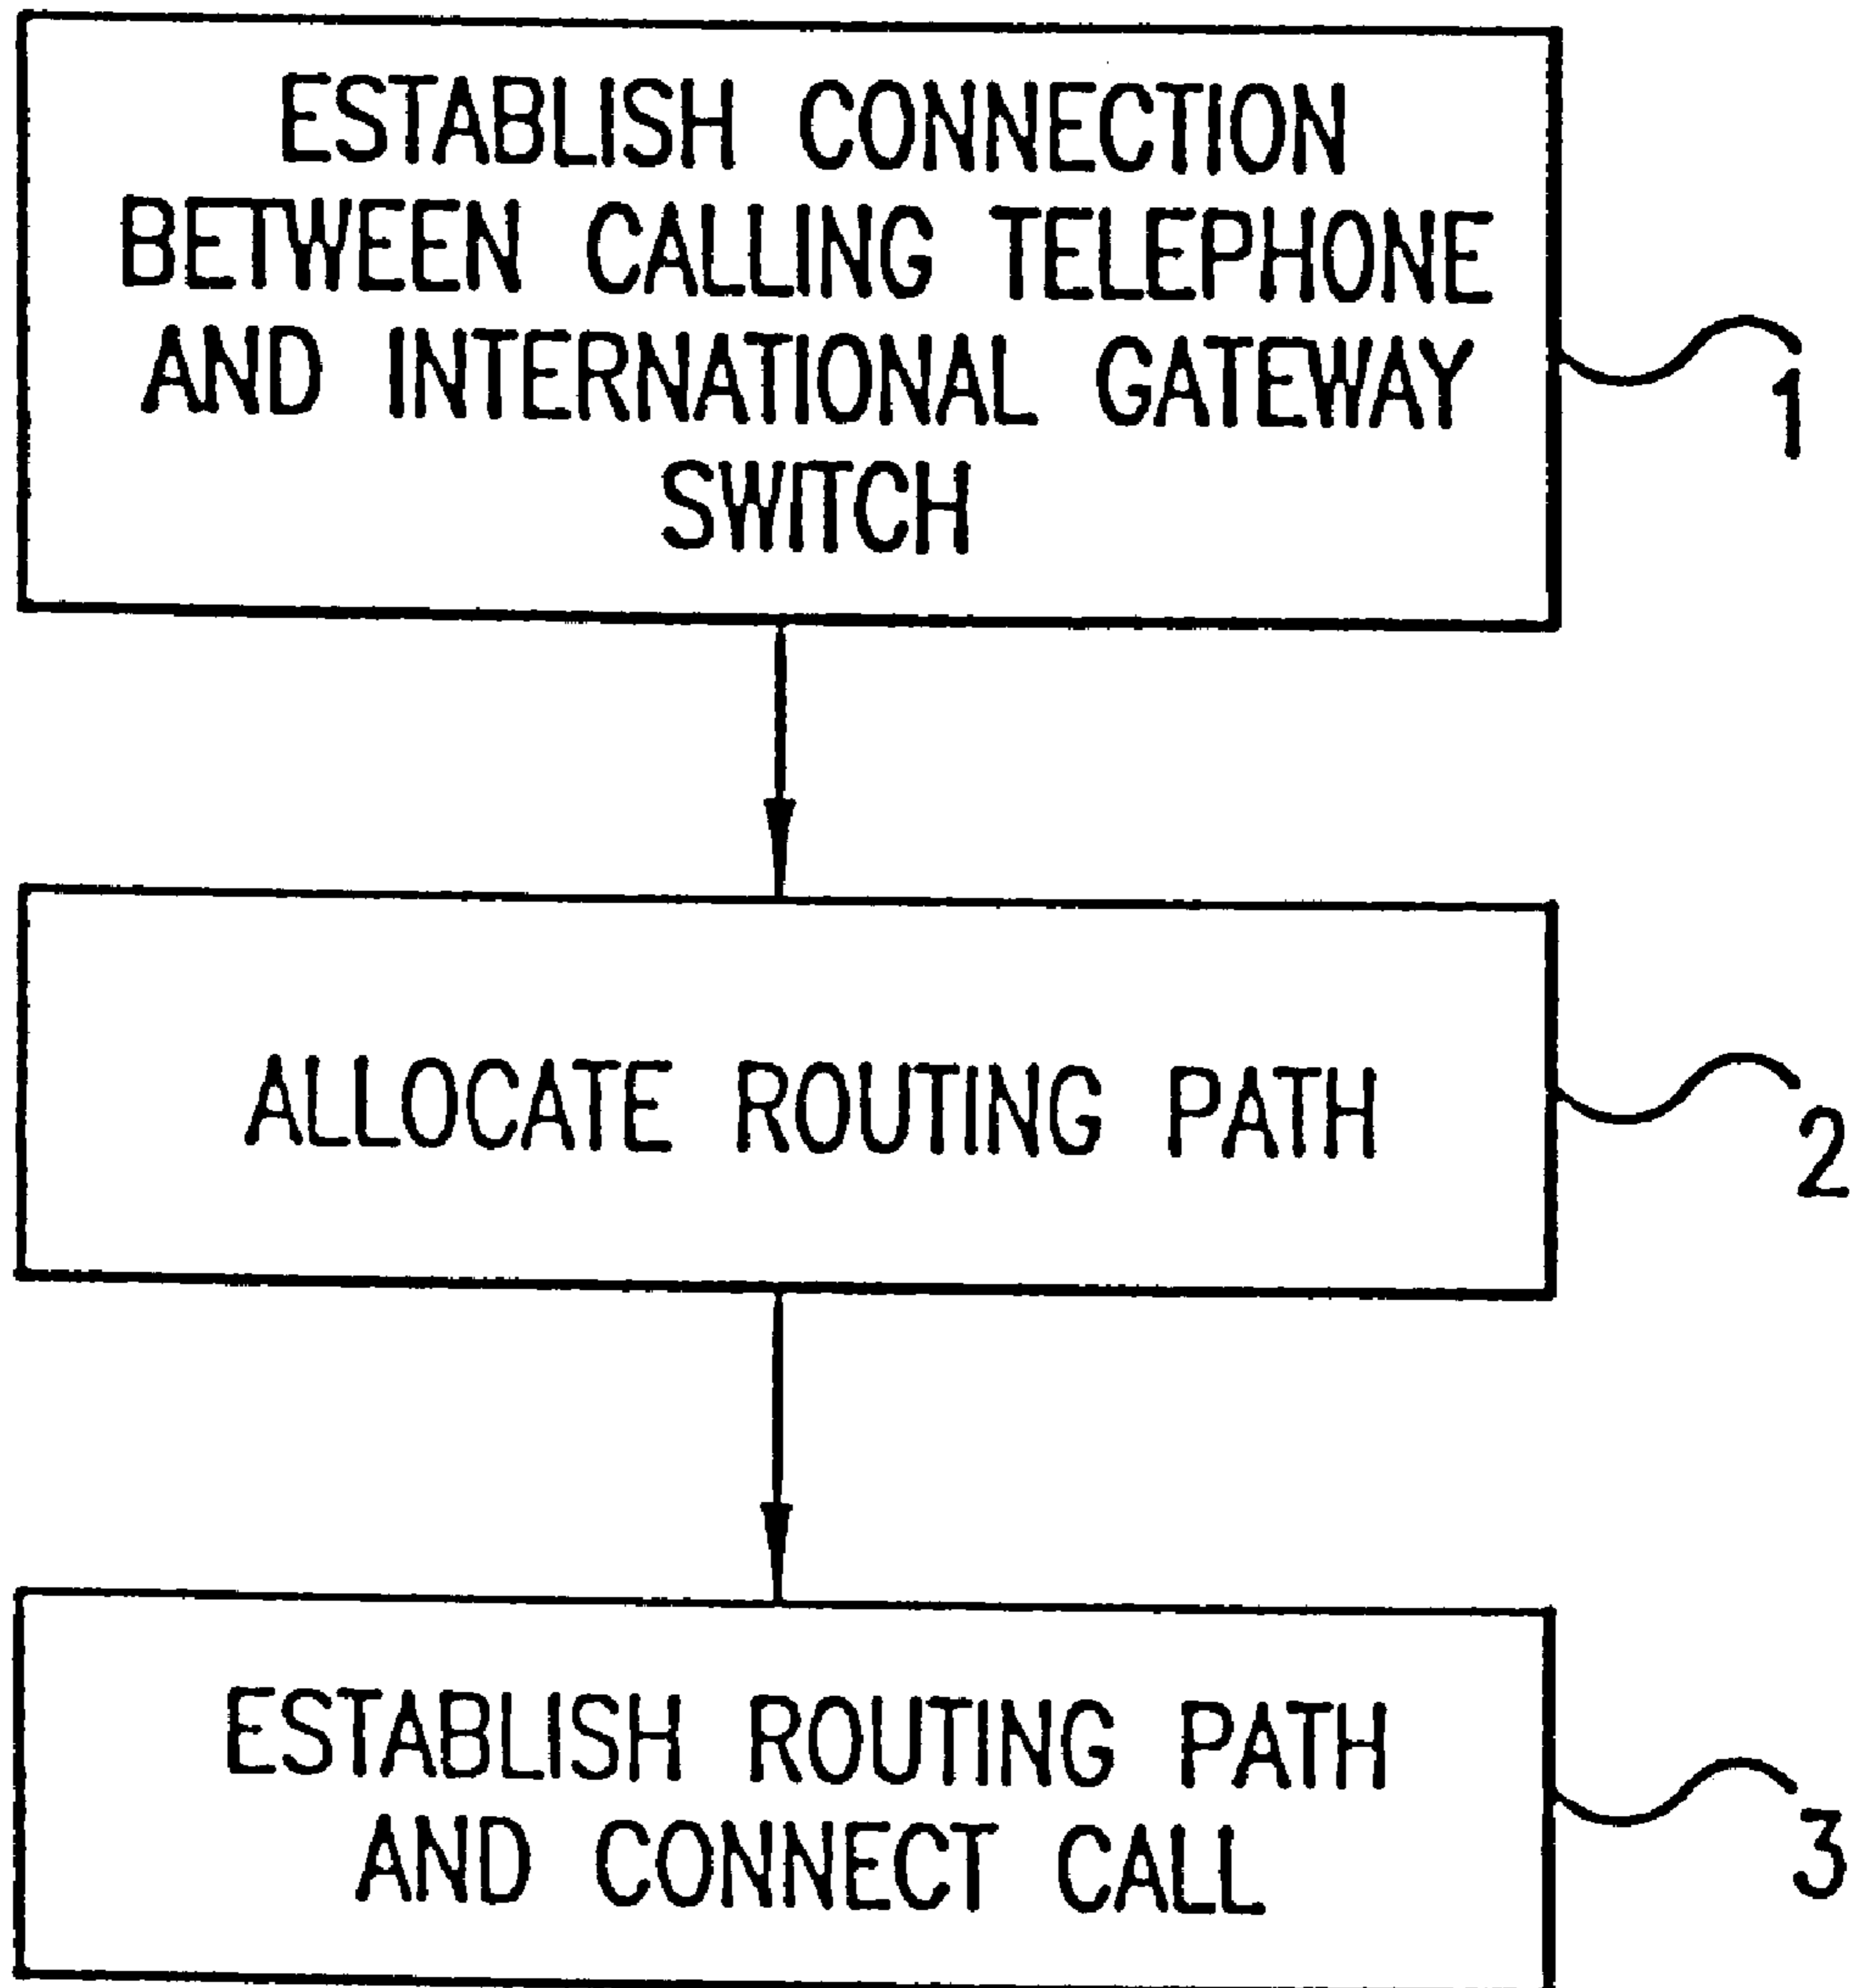 ESTABLISH CONNECTION
BETWEEN CALLING TELEPHONE
AND INTERNATIONAL GATEWAY
SWITCH
1
ALLOCATE ROUTING PATH
2
ESTABLISH ROUTING PATH
AND CONNECT CALL
3